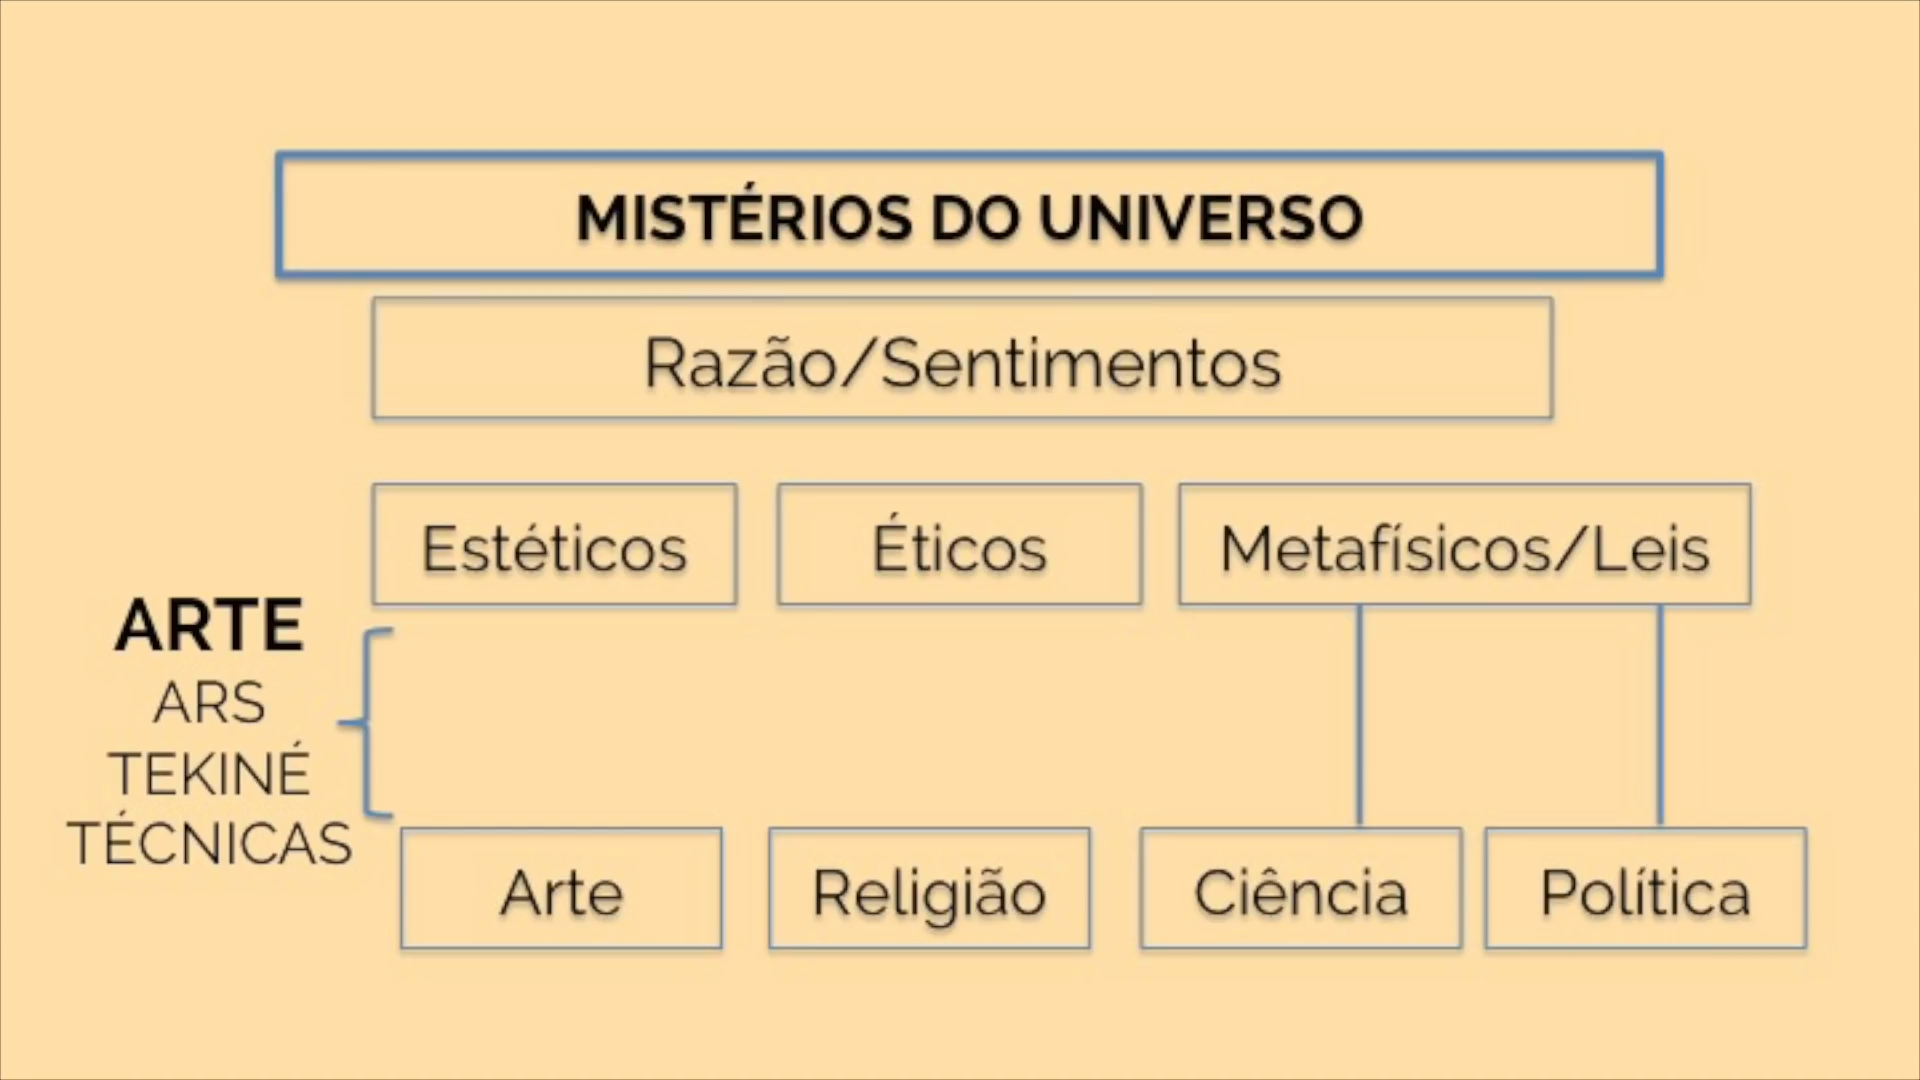 MISTÉRIOS DO UNIVERSO
Razão/Sentimentos
Estéticos
Éticos
Metafísicos/Leis
ARTE
ARS
TEKINÉ
TÉCNICAS
Arte
Religião
Ciência
Política